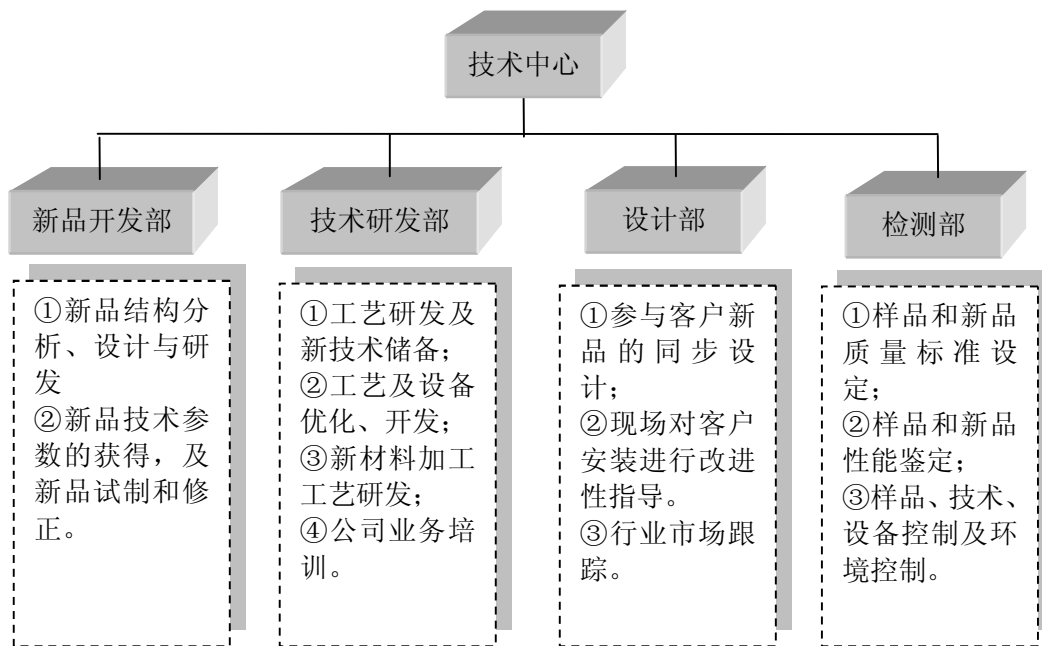 技术中心
新品开发部
技术研发部
设计部
检测部
①新品结构分
析、设计与研
发
②新品技术参
数的获得，及
新品试制和修
正。
①工艺研发及
新技术储备；
②工艺及设备
优化、开发；
③新材料加工
工艺研发；
④公司业务培
训。
①参与客户新
品的同步设
计；
②现场对客户
安装进行改进
性指导。
③行业市场跟
踪。
①样品和新品
质量标准设
定；
②样品和新品
性能鉴定；
③样品、技术、
设备控制及环
境控制。